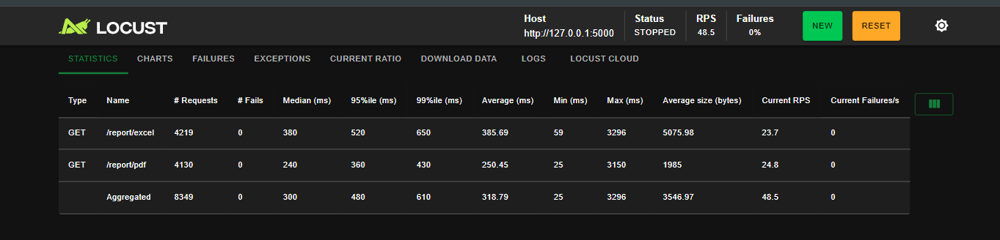 LOCUST
Host
http://127.0.0.1:5000
Status
STOPPED
RPS
48.5
Failures
0%
NEW
RESET
STATISTICS CHARTS FAILURES EXCEPTIONS CURRENT RATIO DOWNLOAD DATA LOGS LOCUST CLOUD
Type Name # Requests # Fails Median (ms) 95%ile (ms) 99%ile (ms) Average (ms) Min (ms) Max (ms) Average size (bytes) Current RPS Current Failures/s
GET /report/excel 4219 0 380 520 650 385.69 59 3296 5075.98 23.7 0
GET /report/pdf 4130 0 240 360 430 250.45 25 3150 1985 24.8 0
Aggregated 8349 0 300 480 610 318.79 25 3296 3546.97 48.5 0